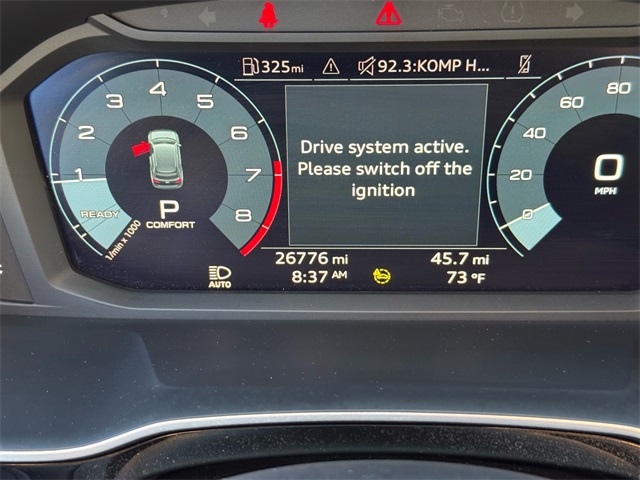 325mi
92.3:KOMP H...
1
2
3
4
5
6
7
8
READY
1/min x 1000
P
COMFORT
Drive system active.
Please switch off the
ignition
0
20
40
60
80
0
MPH
26776 mi
45.7 mi
AUTO
8:37 AM
73 °F